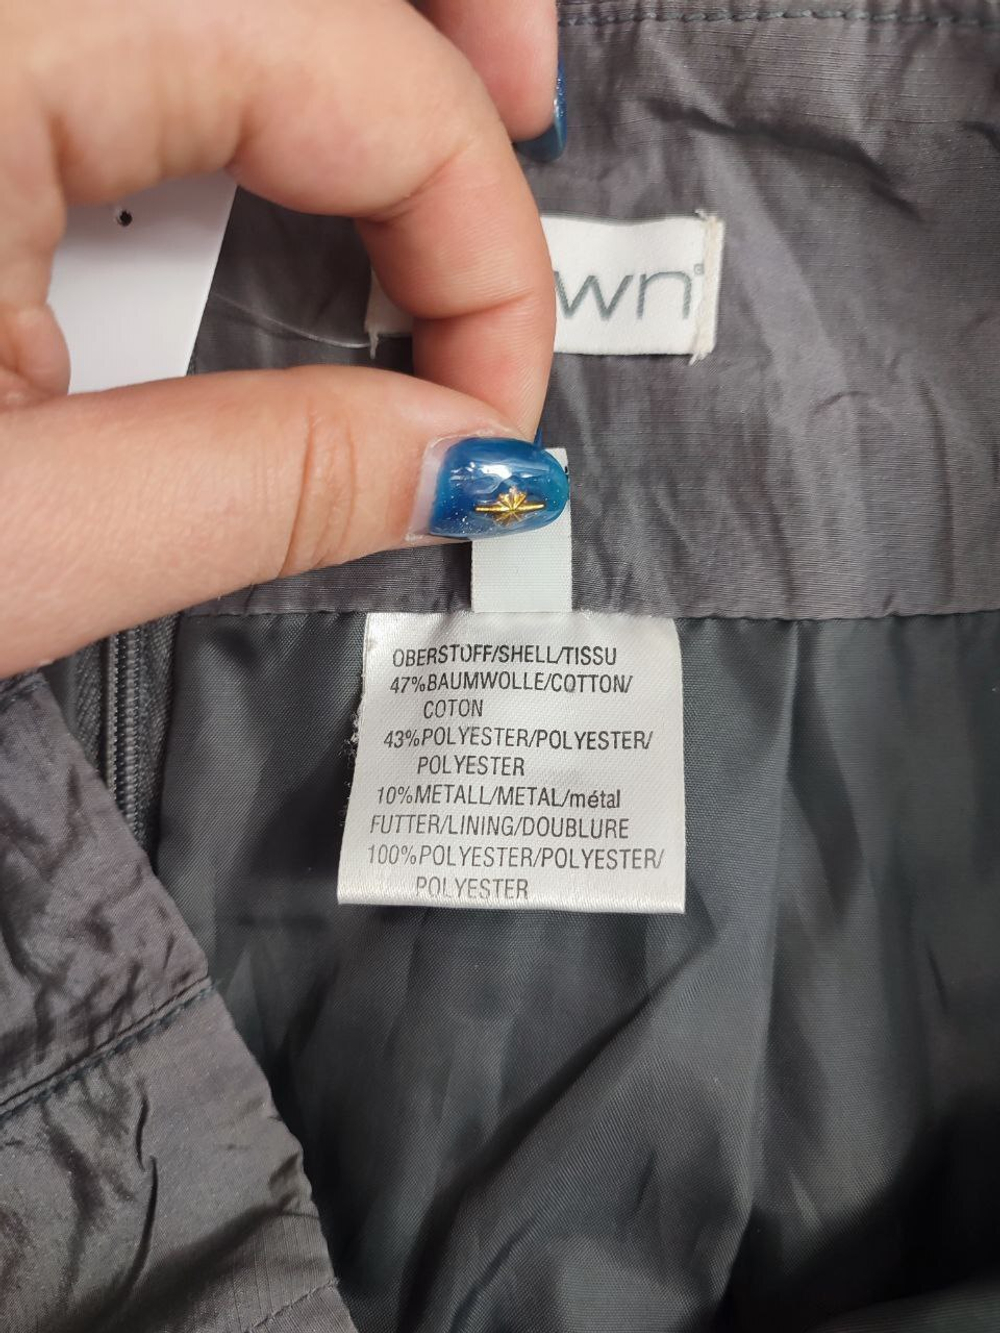 wn®
OBERSTOFF/SHELL/TISSU
47%BAUMWOLLE/COTTON/
COTON
43%POLYESTER/POLYESTER/
POLYESTER
10%METALL/METAL/métal
FUTTER/LINING/DOUBLURE
100%POLYESTER/POLYESTER/
POLYESTER